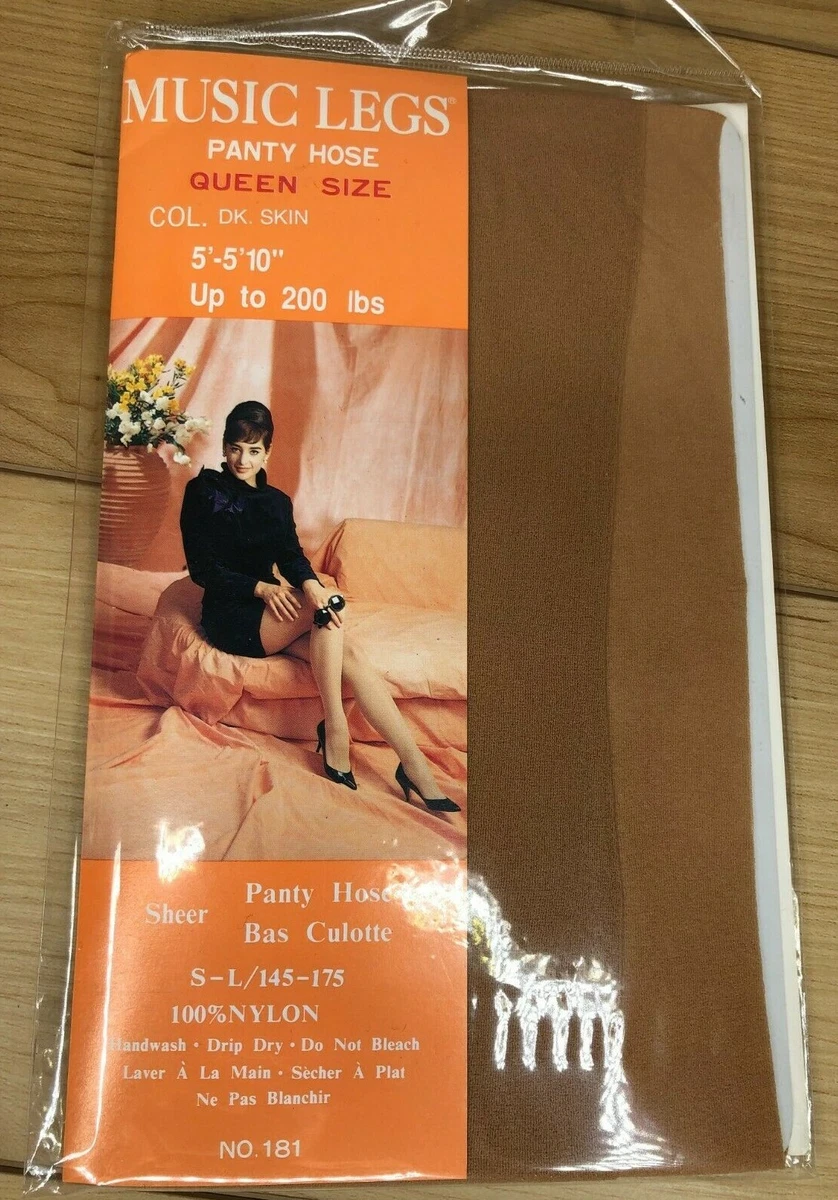 MUSIC LEGS®
PANTY HOSE
QUEEN SIZE
COL. DK. SKIN
5'-5'10"
Up to 200 lbs
Sheer
Panty Hose
Bas Culotte
S-L/145-175
100%NYLON
Handwash • Drip Dry • Do Not Bleach
Laver À La Main • Sècher À Plat
Ne Pas Blanchir
NO.181